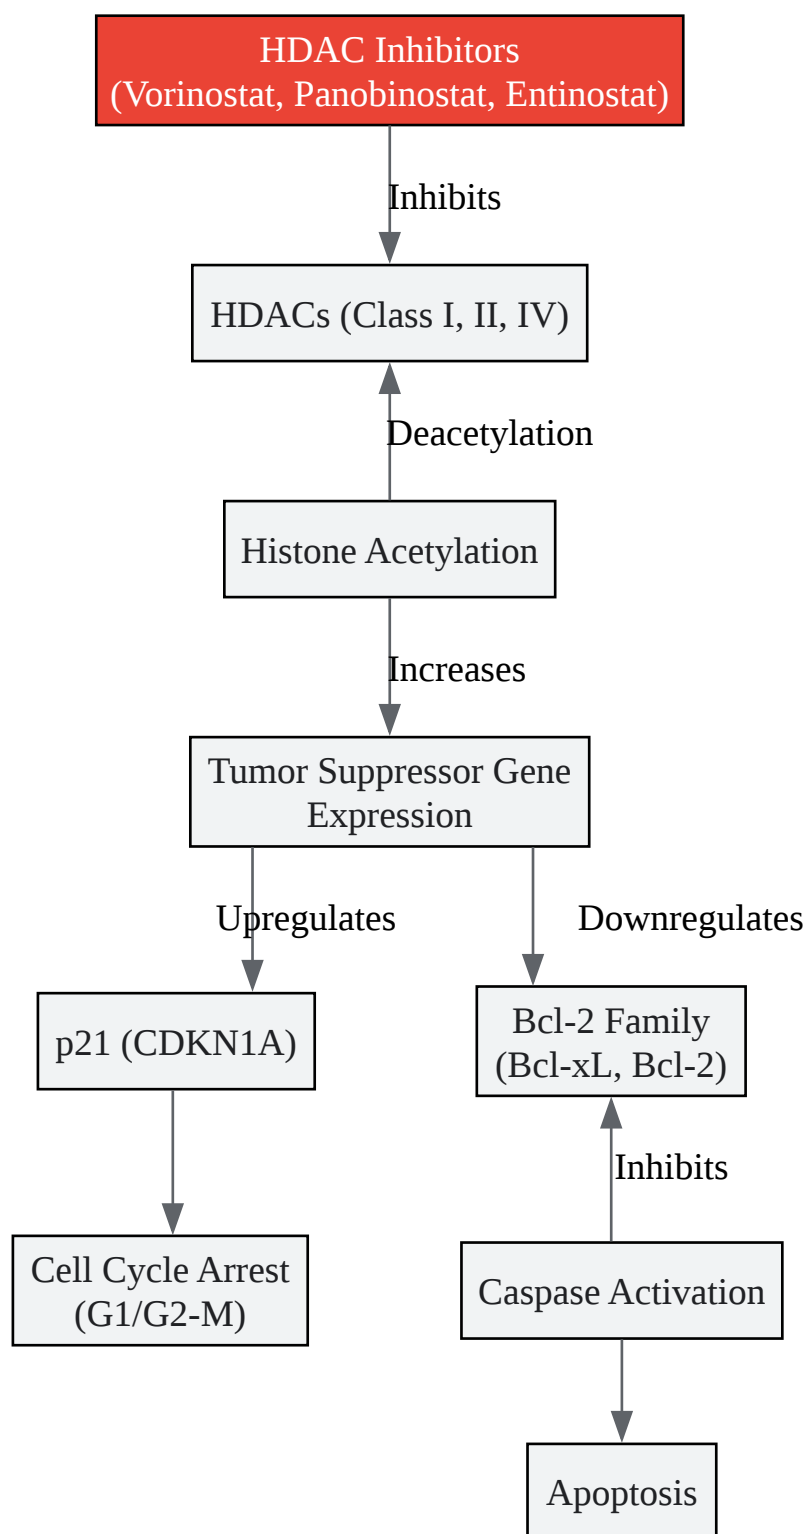 HDAC Inhibitors
(Vorinostat, Panobinostat, Entinostat)
Inhibits
HDACs (Class I, II, IV)
Deacetylation
Histone Acetylation
Increases
Tumor Suppressor Gene
Expression
Upregulates
Downregulates
p21 (CDKN1A)
Bcl-2 Family
(Bcl-xL, Bcl-2)
Inhibits
Cell Cycle Arrest
(G1/G2-M)
Caspase Activation
Apoptosis